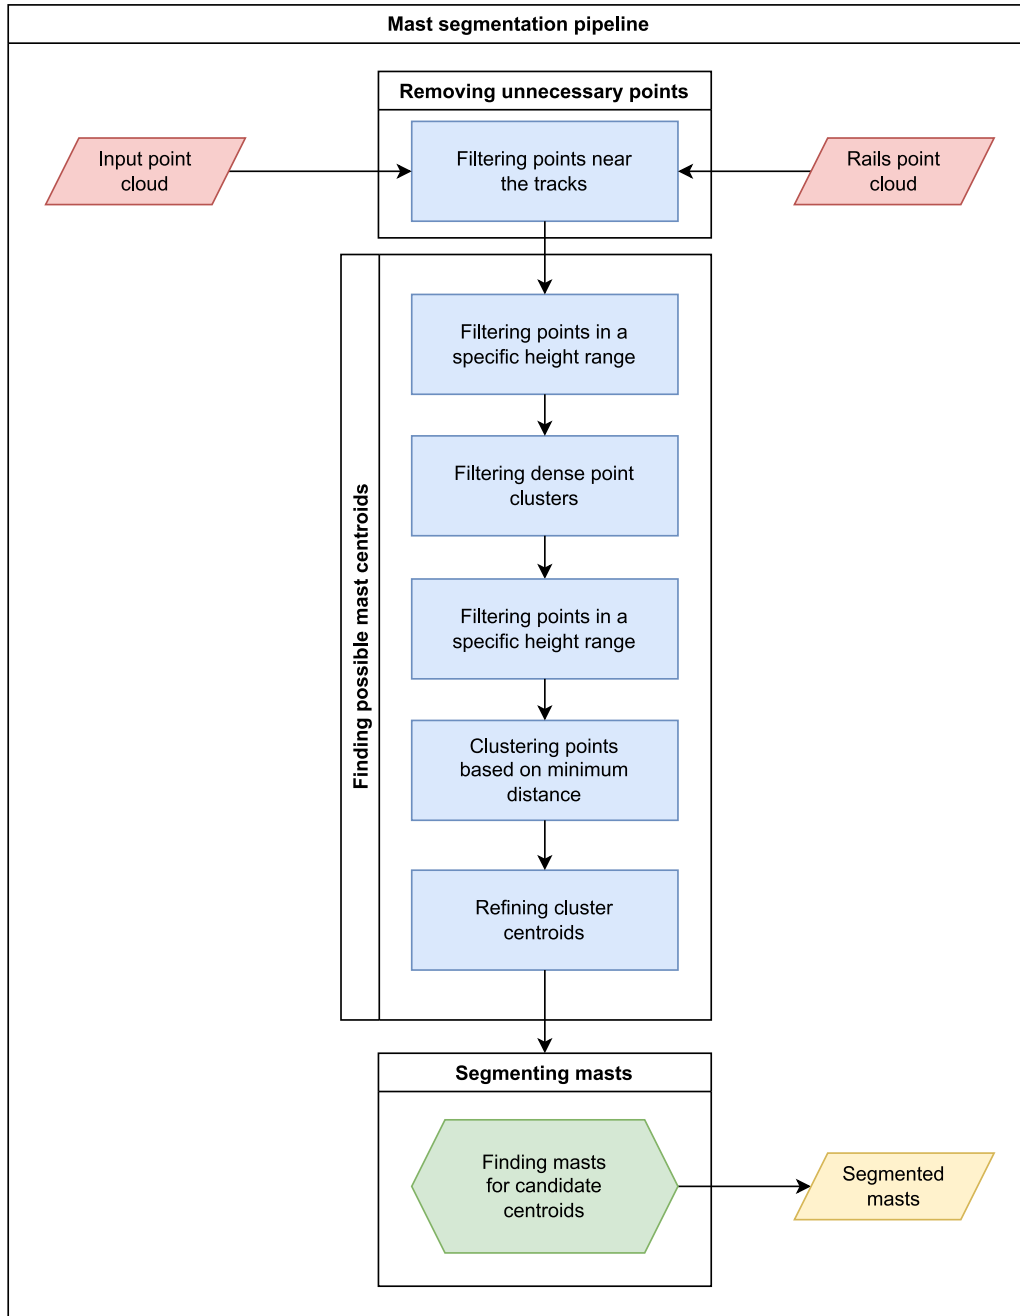 Mast segmentation pipeline
Removing unnecessary points
Input point
cloud
Filtering points near
the tracks
Rails point
cloud
Finding possible mast centroids
Filtering points in a
specific height range
Filtering dense point
clusters
Filtering points in a
specific height range
Clustering points
based on minimum
distance
Refining cluster
centroids
Segmenting masts
Finding masts
for candidate
centroids
Segmented
masts